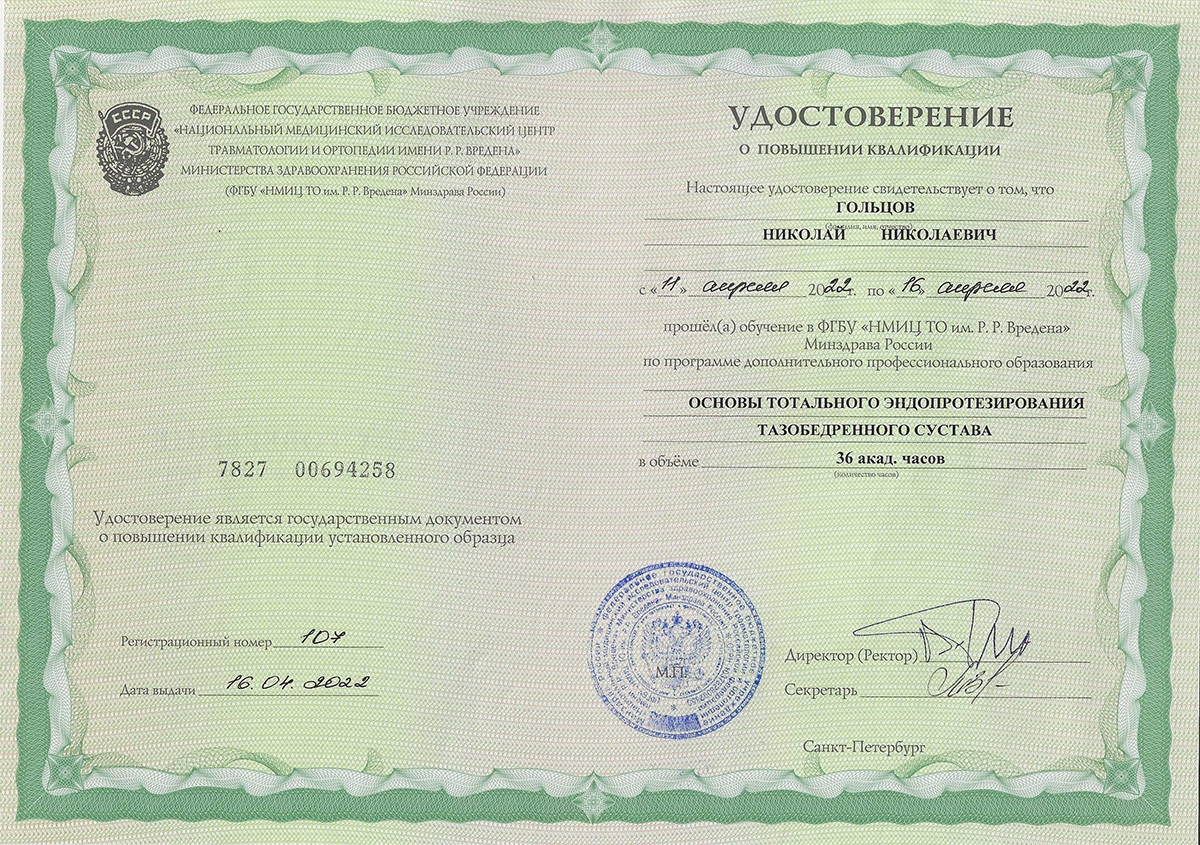 СССР
ФЕДЕРАЛЬНОЕ ГОСУДАРСТВЕННОЕ БЮДЖЕТНОЕ УЧРЕЖДЕНИЕ
«НАЦИОНАЛЬНЫЙ МЕДИЦИНСКИЙ ИССЛЕДОВАТЕЛЬСКИЙ ЦЕНТР
ТРАВМАТОЛОГИИ И ОРТОПЕДИИ ИМЕНИ Р. Р. ВРЕДЕНА»
МИНИСТЕРСТВА ЗДРАВООХРАНЕНИЯ РОССИЙСКОЙ ФЕДЕРАЦИИ
(ФГБУ «НМИЦ ТО им. Р. Р. Вредена» Минздрава России)
7827 00694258
Удостоверение является государственным документом
о повышении квалификации установленного образца
Регистрационный номер 107
Дата выдачи 16.04.2022
УДОСТОВЕРЕНИЕ
О ПОВЫШЕНИИ КВАЛИФИКАЦИИ
Настоящее удостоверение свидетельствует о том, что
ГОЛЬЦОВ
(фамилия, имя, отчество)
НИКОЛАЙ НИКОЛАЕВИЧ
с «11» апреля 2022г. по «16» апреля 2022г.
прошёл(а) обучение в ФГБУ «НМИЦ ТО им. Р. Р. Вредена»
Минздрава России
по программе дополнительного профессионального образования
ОСНОВЫ ТОТАЛЬНОГО ЭНДОПРОТЕЗИРОВАНИЯ
ТАЗОБЕДРЕННОГО СУСТАВА
в объёме 36 акад. часов
(количество часов)
М.П.
Директор (Ректор)
Секретарь
Санкт-Петербург